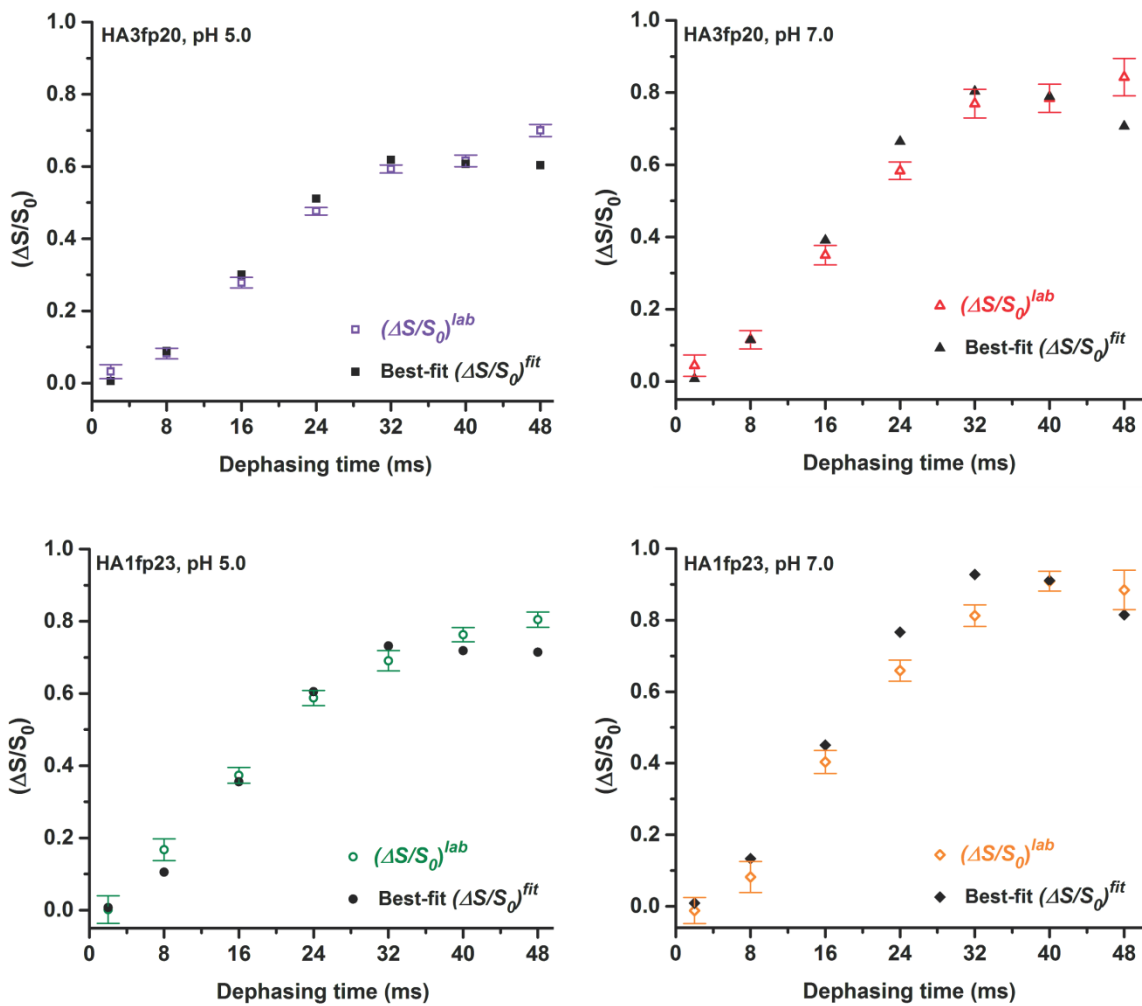 HA3fp20, pH 5.0
(ΔS/S0)
1.0
0.8
0.6
0.4
0.2
0.0
(ΔS/S0)^lab
Best-fit (ΔS/S0)^fit
0 8 16 24 32 40 48
Dephasing time (ms)
HA3fp20, pH 7.0
(ΔS/S0)
1.0
0.8
0.6
0.4
0.2
0.0
(ΔS/S0)^lab
Best-fit (ΔS/S0)^fit
0 8 16 24 32 40 48
Dephasing time (ms)
HA1fp23, pH 5.0
(ΔS/S0)
1.0
0.8
0.6
0.4
0.2
0.0
(ΔS/S0)^lab
Best-fit (ΔS/S0)^fit
0 8 16 24 32 40 48
Dephasing time (ms)
HA1fp23, pH 7.0
(ΔS/S0)
1.0
0.8
0.6
0.4
0.2
0.0
(ΔS/S0)^lab
Best-fit (ΔS/S0)^fit
0 8 16 24 32 40 48
Dephasing time (ms)